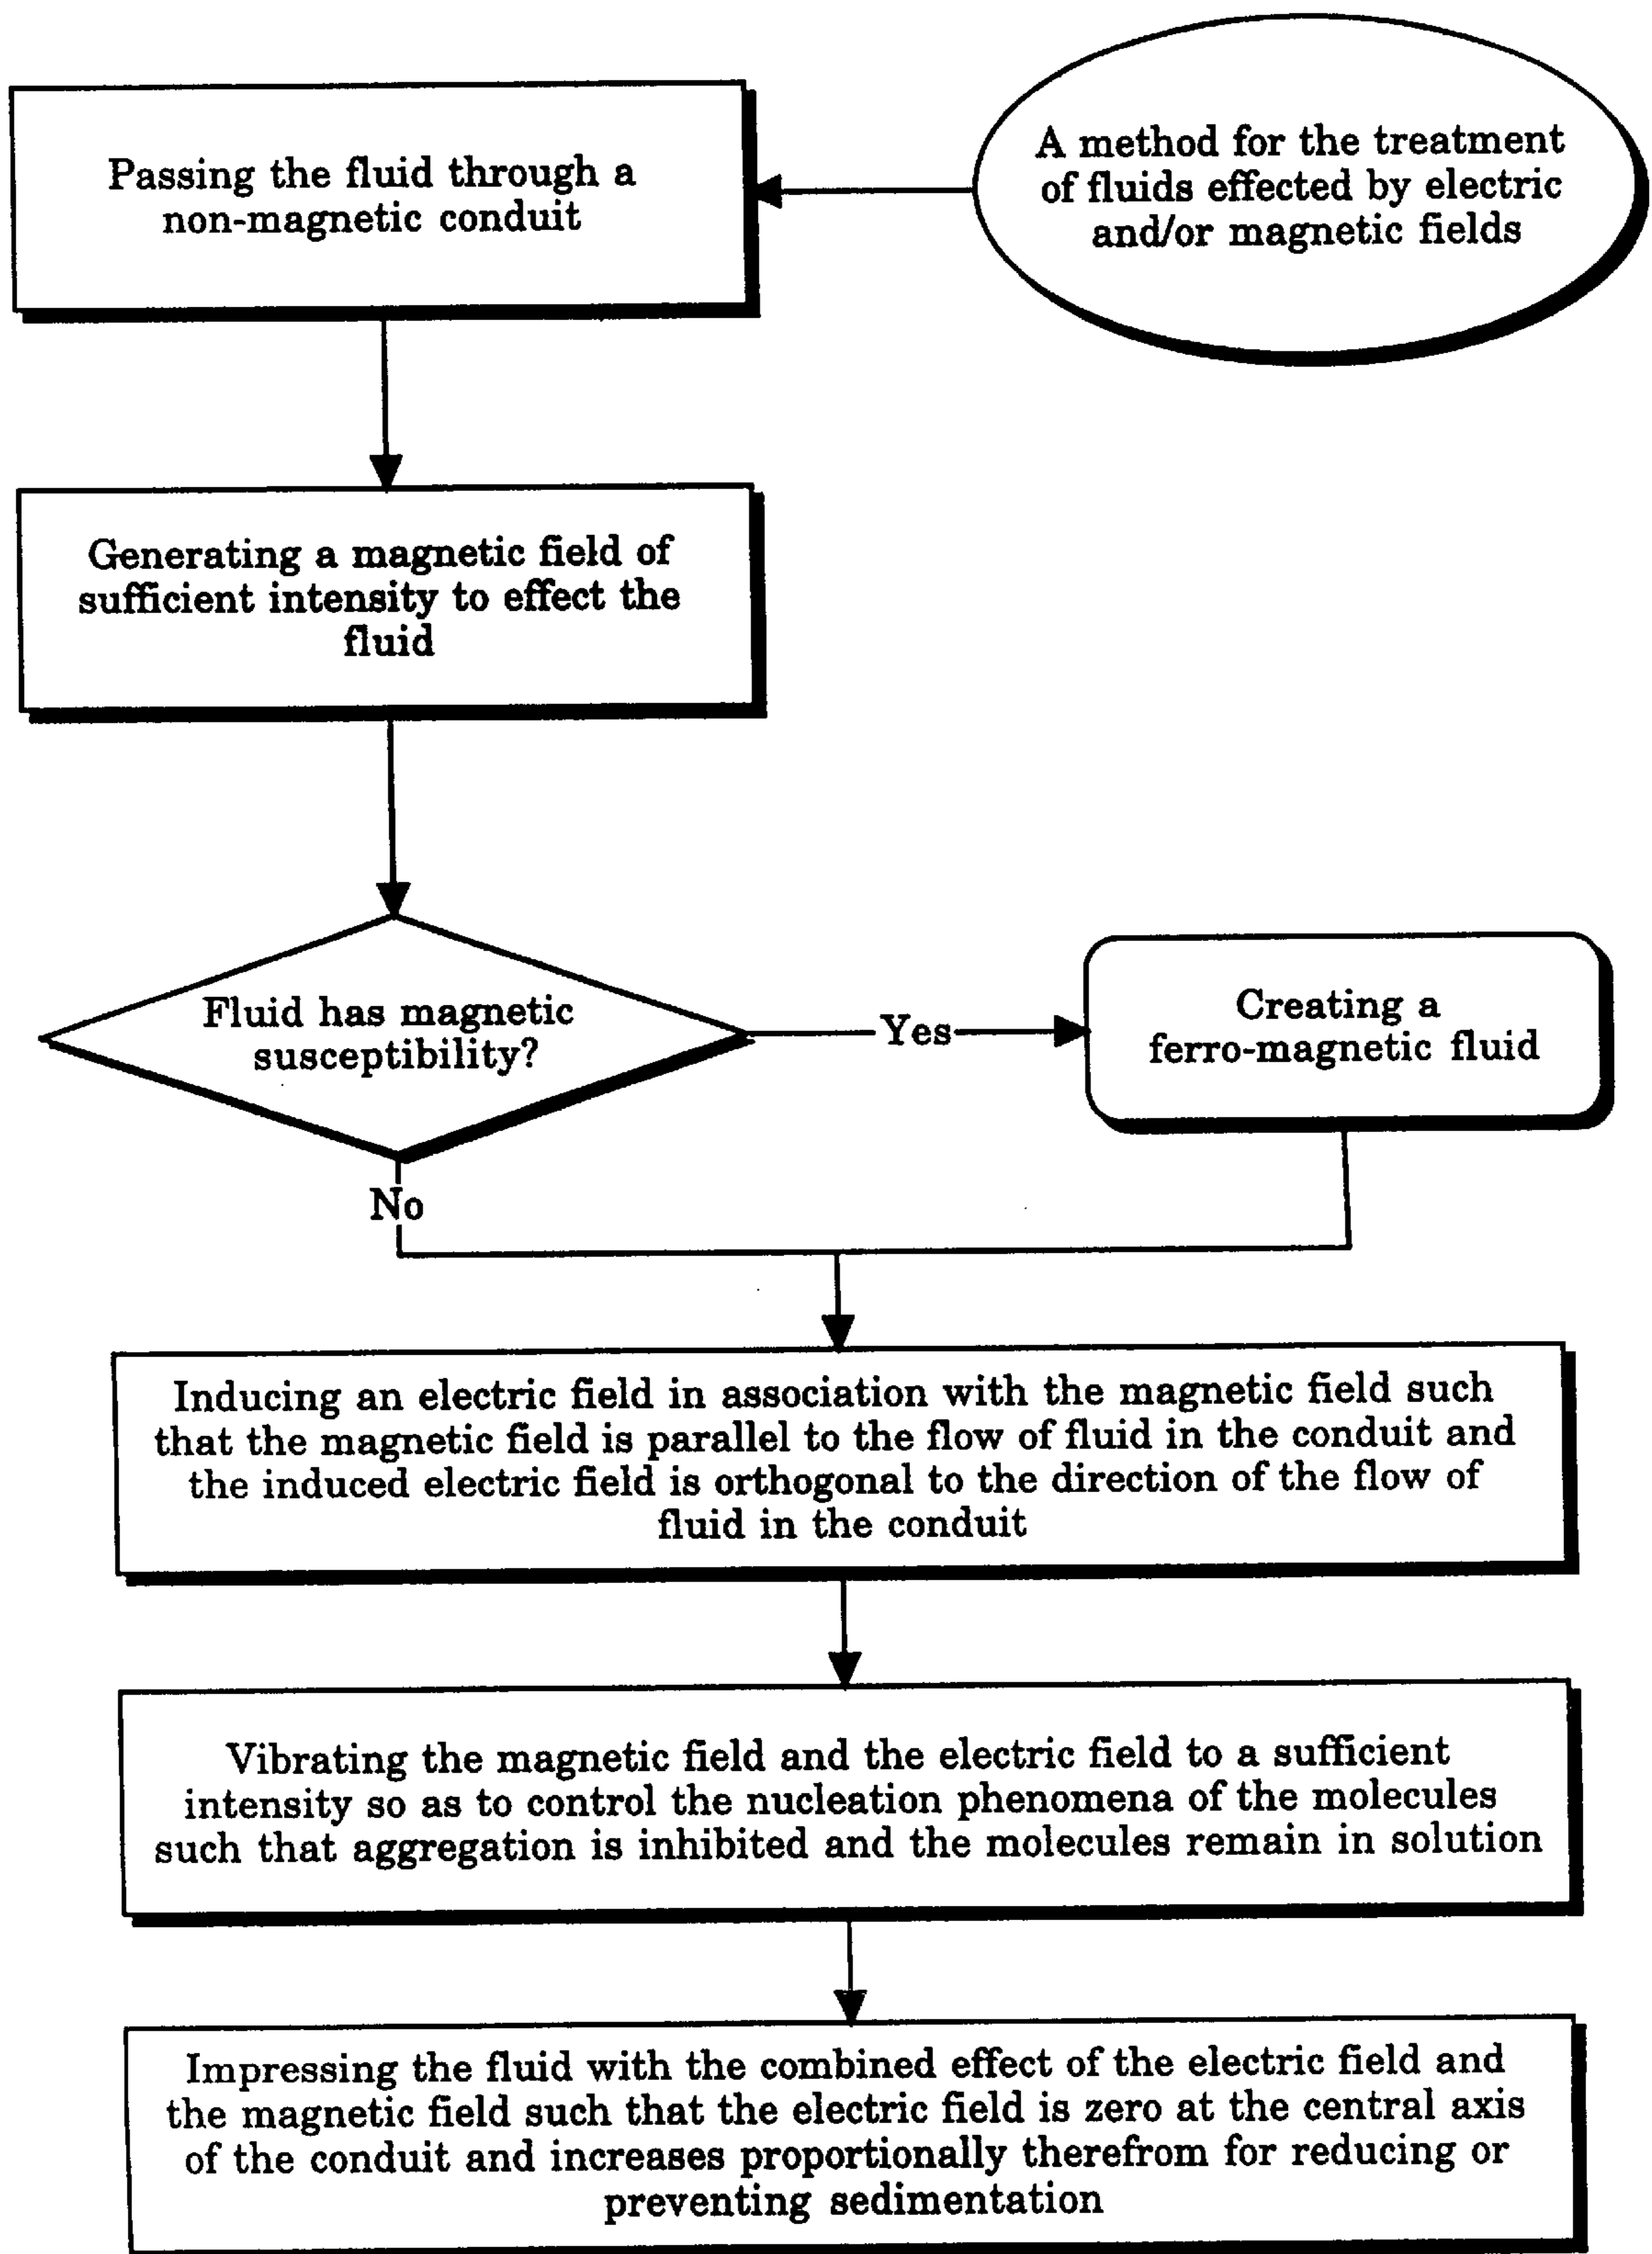 A method for the treatment
of fluids effected by electric
and/or magnetic fields
Passing the fluid through a
non-magnetic conduit
Generating a magnetic field of
sufficient intensity to effect the
fluid
Fluid has magnetic
susceptibility?
Yes
Creating a
ferro-magnetic fluid
No
Inducing an electric field in association with the magnetic field such
that the magnetic field is parallel to the flow of fluid in the conduit and
the induced electric field is orthogonal to the direction of the flow of
fluid in the conduit
Vibrating the magnetic field and the electric field to a sufficient
intensity so as to control the nucleation phenomena of the molecules
such that aggregation is inhibited and the molecules remain in solution
Impressing the fluid with the combined effect of the electric field and
the magnetic field such that the electric field is zero at the central axis
of the conduit and increases proportionally therefrom for reducing or
preventing sedimentation